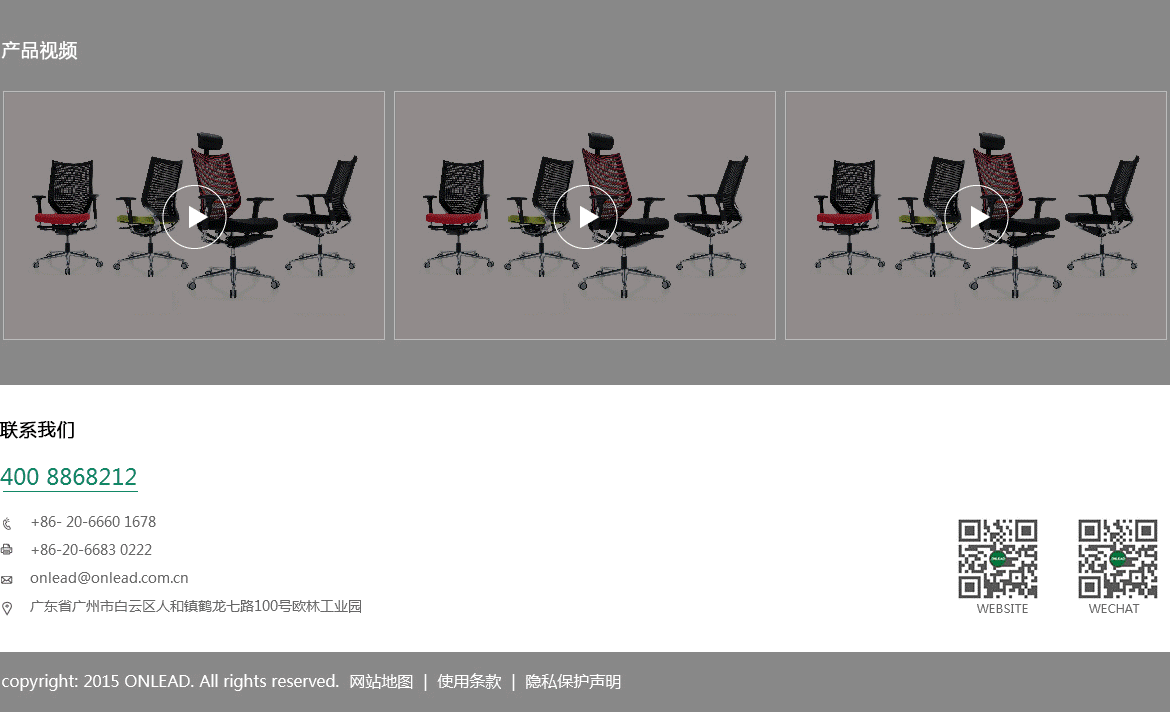 产品视频
联系我们
400 8868212
+86- 20-6660 1678
+86-20-6683 0222
onlead@onlead.com.cn
广东省广州市白云区人和镇鹤龙七路100号欧林工业园
ONLEAD
ONLEAD
WEBSITE
WECHAT
copyright: 2015 ONLEAD. All rights reserved. 网站地图 | 使用条款 | 隐私保护声明